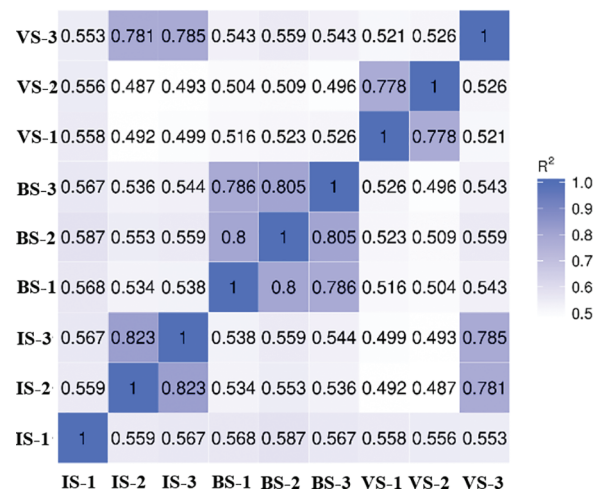 VS-3 0.553 0.781 0.785 0.543 0.559 0.543 0.521 0.526 1
VS-2 0.556 0.487 0.493 0.504 0.509 0.496 0.778 1 0.526
VS-1 0.558 0.492 0.499 0.516 0.523 0.526 1 0.778 0.521
BS-3 0.567 0.536 0.544 0.786 0.805 1 0.526 0.496 0.543
BS-2 0.587 0.553 0.559 0.8 1 0.805 0.523 0.509 0.559
BS-1 0.568 0.534 0.538 1 0.8 0.786 0.516 0.504 0.543
IS-3 0.567 0.823 1 0.538 0.559 0.544 0.499 0.493 0.785
IS-2 0.559 1 0.823 0.534 0.553 0.536 0.492 0.487 0.781
IS-1 1 0.559 0.567 0.568 0.587 0.567 0.558 0.556 0.553
IS-1 IS-2 IS-3 BS-1 BS-2 BS-3 VS-1 VS-2 VS-3
R²
1.0
0.9
0.8
0.7
0.6
0.5